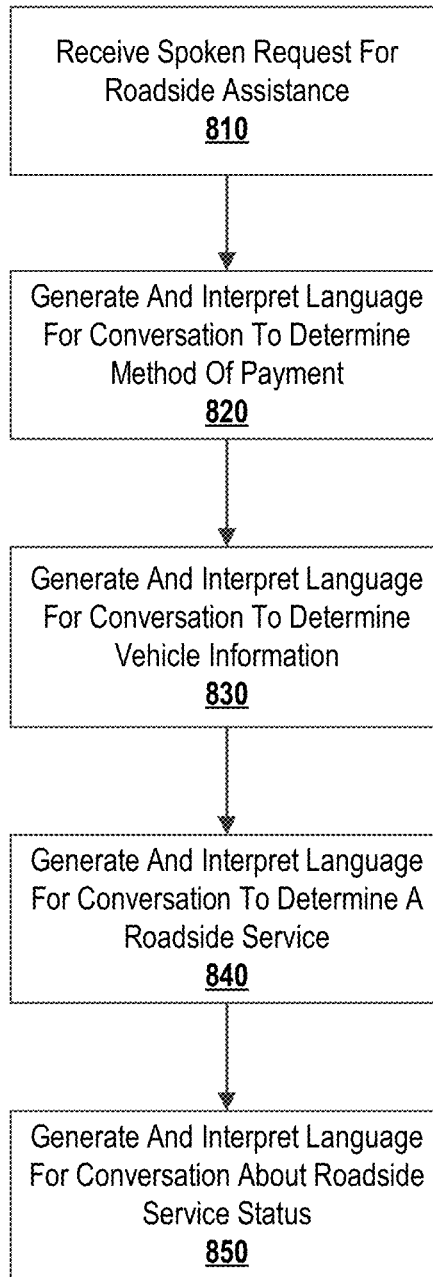 Receive Spoken Request For
Roadside Assistance
810
Generate And Interpret Language
For Conversation To Determine
Method Of Payment
820
Generate And Interpret Language
For Conversation To Determine
Vehicle Information
830
Generate And Interpret Language
For Conversation To Determine A
Roadside Service
840
Generate And Interpret Language
For Conversation About Roadside
Service Status
850